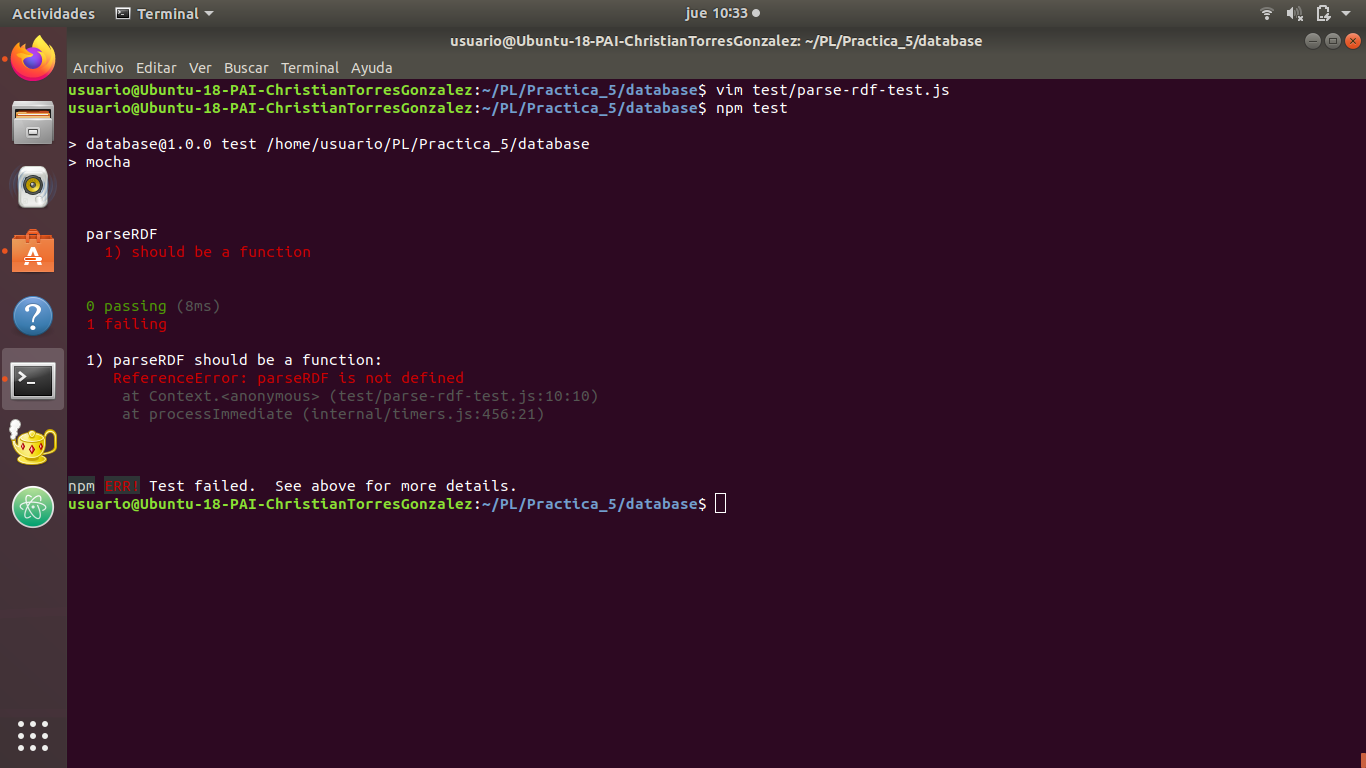 Actividades Terminal jue 10:33
usuario@Ubuntu-18-PAI-ChristianTorresGonzalez: ~/PL/Practica_5/database
Archivo Editar Ver Buscar Terminal Ayuda
usuario@Ubuntu-18-PAI-ChristianTorresGonzalez:~/PL/Practica_5/database$ vim test/parse-rdf-test.js
usuario@Ubuntu-18-PAI-ChristianTorresGonzalez:~/PL/Practica_5/database$ npm test
> database@1.0.0 test /home/usuario/PL/Practica_5/database
> mocha
parseRDF
1) should be a function
0 passing (8ms)
1 failing
1) parseRDF should be a function:
ReferenceError: parseRDF is not defined
at Context.<anonymous> (test/parse-rdf-test.js:10:10)
at processImmediate (internal/timers.js:456:21)
npm ERR! Test failed.  See above for more details.
usuario@Ubuntu-18-PAI-ChristianTorresGonzalez:~/PL/Practica_5/database$